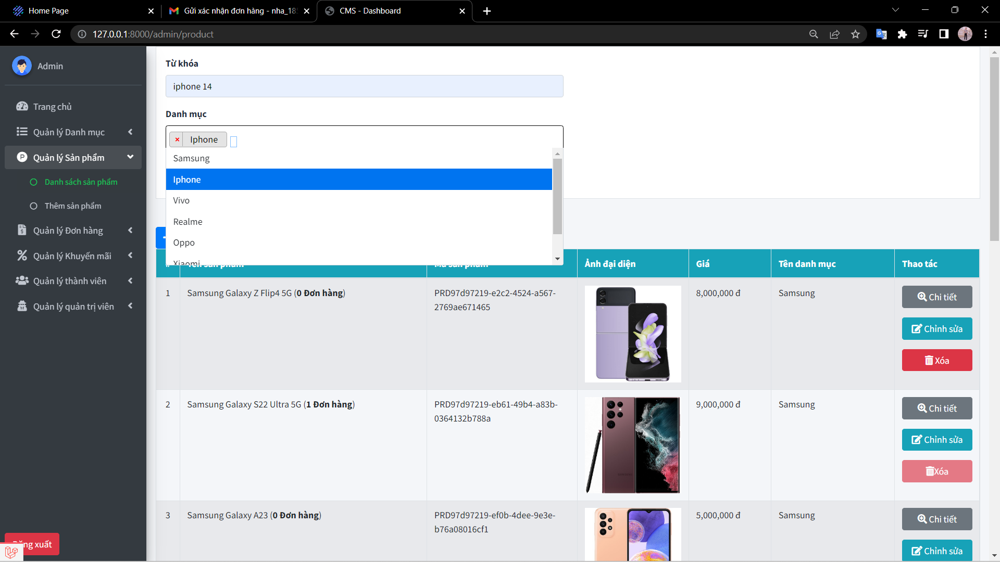 Home Page
Gửi xác nhận đơn hàng - nha_185
CMS - Dashboard
127.0.0.1:8000/admin/product
Admin
Trang chủ
Quản lý Danh mục
Quản lý Sản phẩm
Danh sách sản phẩm
Thêm sản phẩm
Quản lý Đơn hàng
Quản lý Khuyến mãi
Quản lý thành viên
Quản lý quản trị viên
xuất
Từ khóa
iphone 14
Danh mục
× Iphone
Samsung
Iphone
Vivo
Realme
Oppo
Xiaomi
# Tên sản phẩm Mã sản phẩm Ảnh đại diện Giá Tên danh mục Thao tác
1 Samsung Galaxy Z Flip4 5G (0 Đơn hàng) PRD97d97219-e2c2-4524-a567-2769ae671465 8,000,000 đ Samsung
Chi tiết
Chỉnh sửa
Xóa
2 Samsung Galaxy S22 Ultra 5G (1 Đơn hàng) PRD97d97219-eb61-49b4-a83b-0364132b788a 9,000,000 đ Samsung
Chi tiết
Chỉnh sửa
Xóa
3 Samsung Galaxy A23 (0 Đơn hàng) PRD97d97219-ef0b-4dee-9e3e-b76a08016cf1 5,000,000 đ Samsung
Chi tiết
Chỉnh sửa